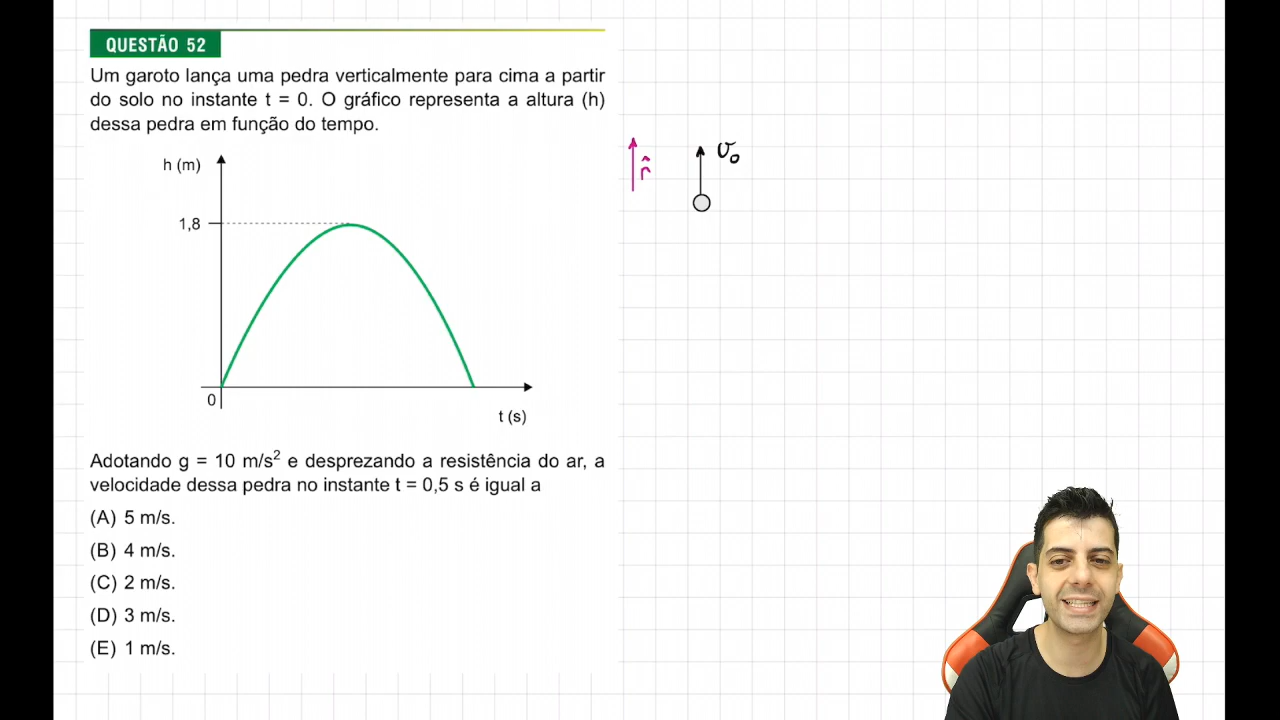 QUESTÃO 52
Um garoto lança uma pedra verticalmente para cima a partir
do solo no instante t = 0. O gráfico representa a altura (h)
dessa pedra em função do tempo.
h (m)
1,8
0
t (s)
r̂
v₀
Adotando g = 10 m/s² e desprezando a resistência do ar, a
velocidade dessa pedra no instante t = 0,5 s é igual a
(A) 5 m/s.
(B) 4 m/s.
(C) 2 m/s.
(D) 3 m/s.
(E) 1 m/s.